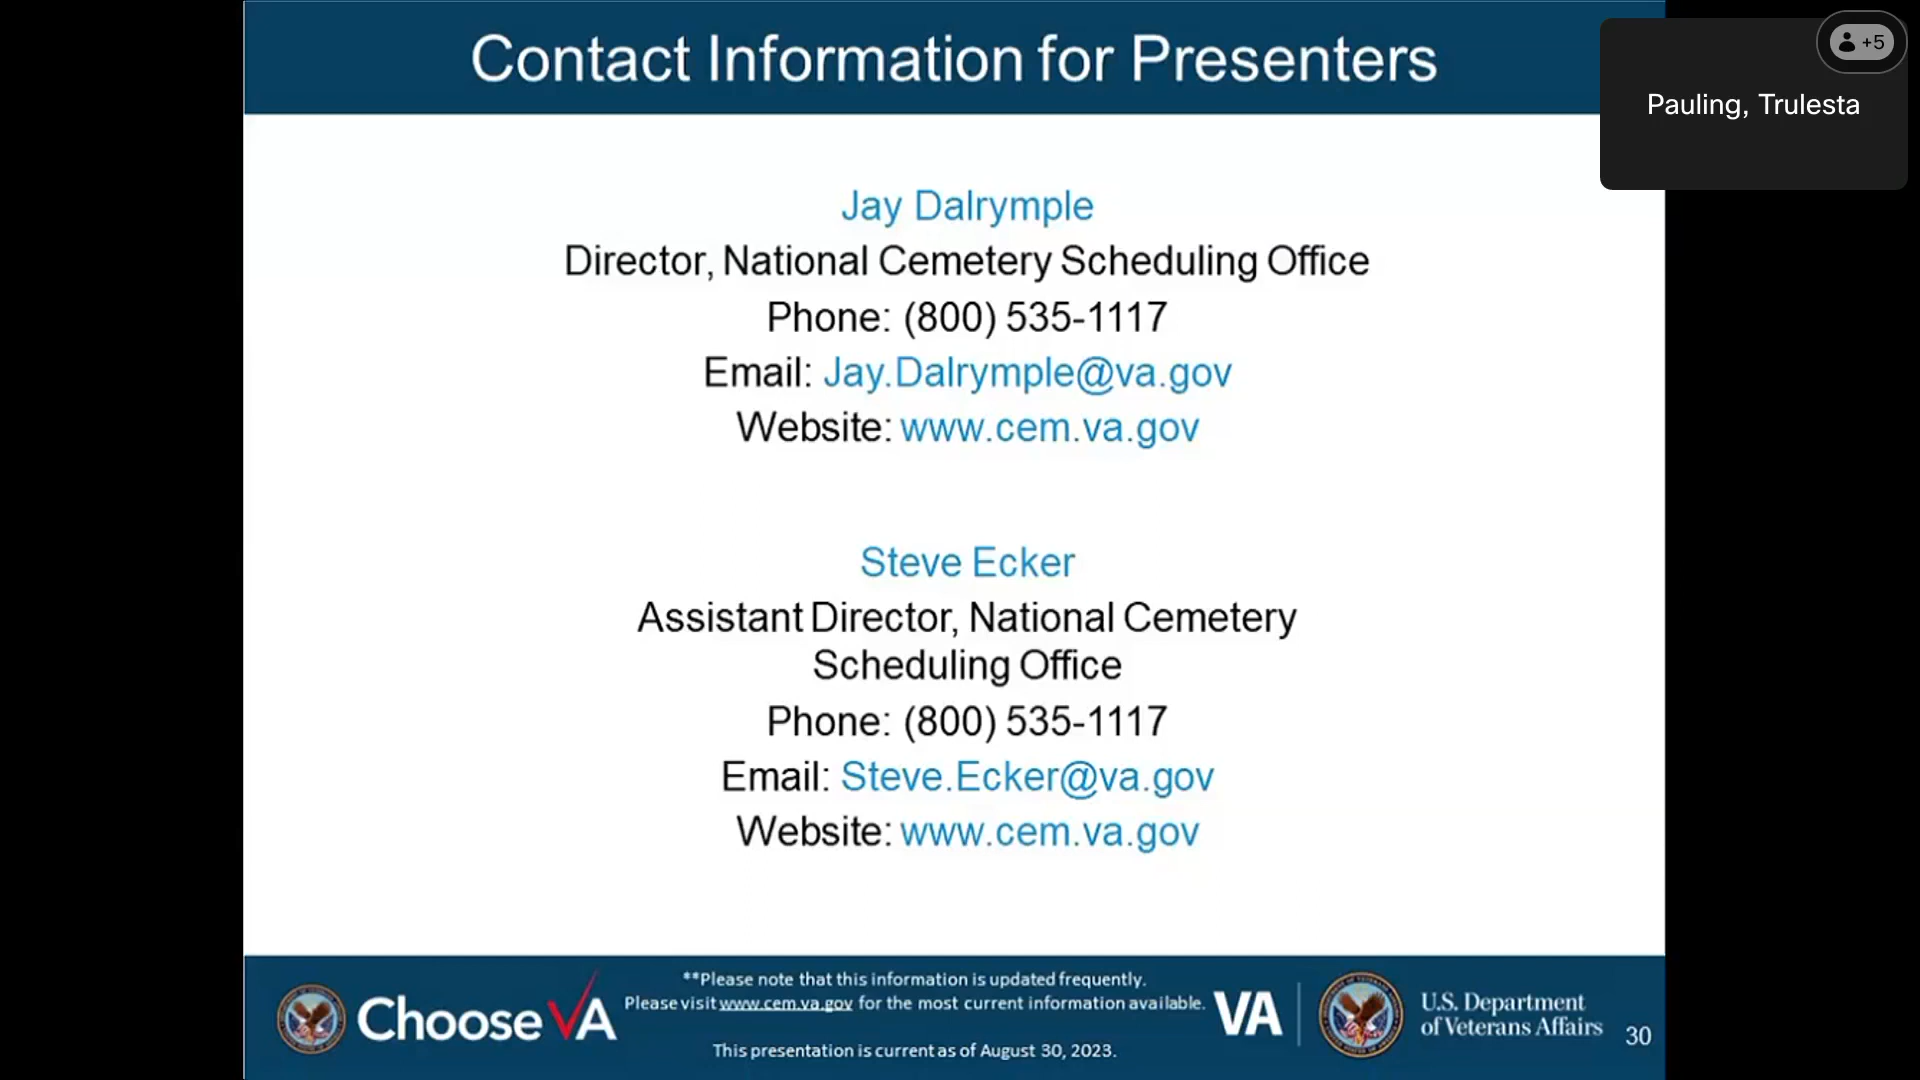 Contact Information for Presenters
+5
Pauling, Trulesta
Jay Dalrymple
Director, National Cemetery Scheduling Office
Phone: (800) 535-1117
Email: Jay.Dalrymple@va.gov
Website: www.cem.va.gov
Steve Ecker
Assistant Director, National Cemetery
Scheduling Office
Phone: (800) 535-1117
Email: Steve.Ecker@va.gov
Website: www.cem.va.gov
Choose VA
**Please note that this information is updated frequently.
Please visit www.cem.va.gov for the most current information available.
This presentation is current as of August 30, 2023.
VA
U.S. Department
of Veterans Affairs
30